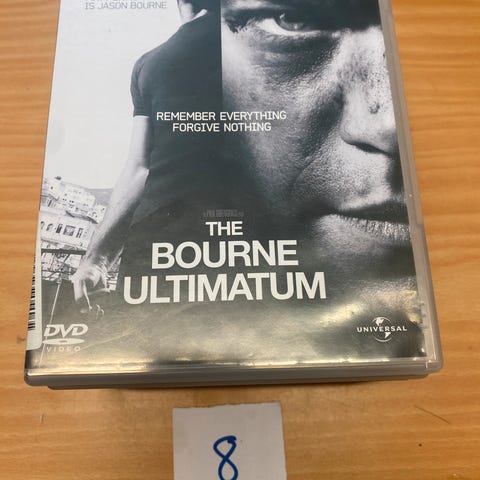 IS JASON BOURNE
REMEMBER EVERYTHING
FORGIVE NOTHING
THE
BOURNE
ULTIMATUM
DVD
VIDEO
UNIVERSAL
8